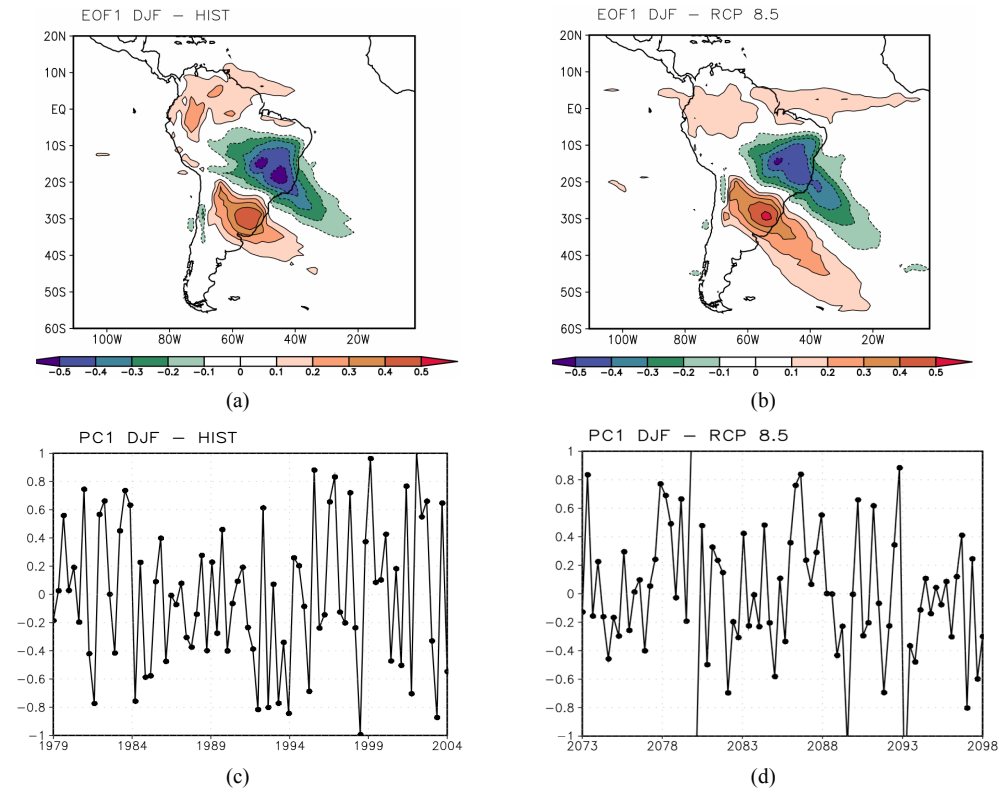 EOF1 DJF – HIST
20N
10N
EQ
10S
20S
30S
40S
50S
60S
100W 80W 60W 40W 20W
−0.5 −0.4 −0.3 −0.2 −0.1 0 0.1 0.2 0.3 0.4 0.5
(a)
EOF1 DJF – RCP 8.5
20N
10N
EQ
10S
20S
30S
40S
50S
60S
100W 80W 60W 40W 20W
−0.5 −0.4 −0.3 −0.2 −0.1 0 0.1 0.2 0.3 0.4 0.5
(b)
PC1 DJF – HIST
1
0.8
0.6
0.4
0.2
0
−0.2
−0.4
−0.6
−0.8
−1
1979 1984 1989 1994 1999 2004
(c)
PC1 DJF – RCP 8.5
1
0.8
0.6
0.4
0.2
0
−0.2
−0.4
−0.6
−0.8
−1
2073 2078 2083 2088 2093 2098
(d)